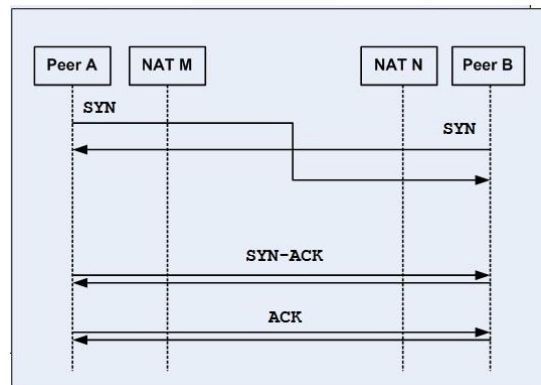 Peer A
NAT M
NAT N
Peer B
SYN
SYN
SYN-ACK
ACK